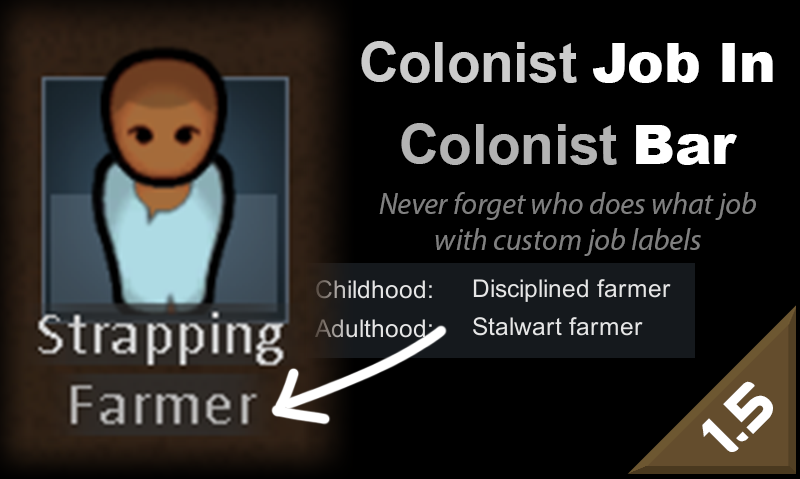 Colonist Job In
Colonist Bar
Never forget who does what job
with custom job labels
Childhood: Disciplined farmer
Adulthood: Stalwart farmer
Strapping
Farmer
1.5